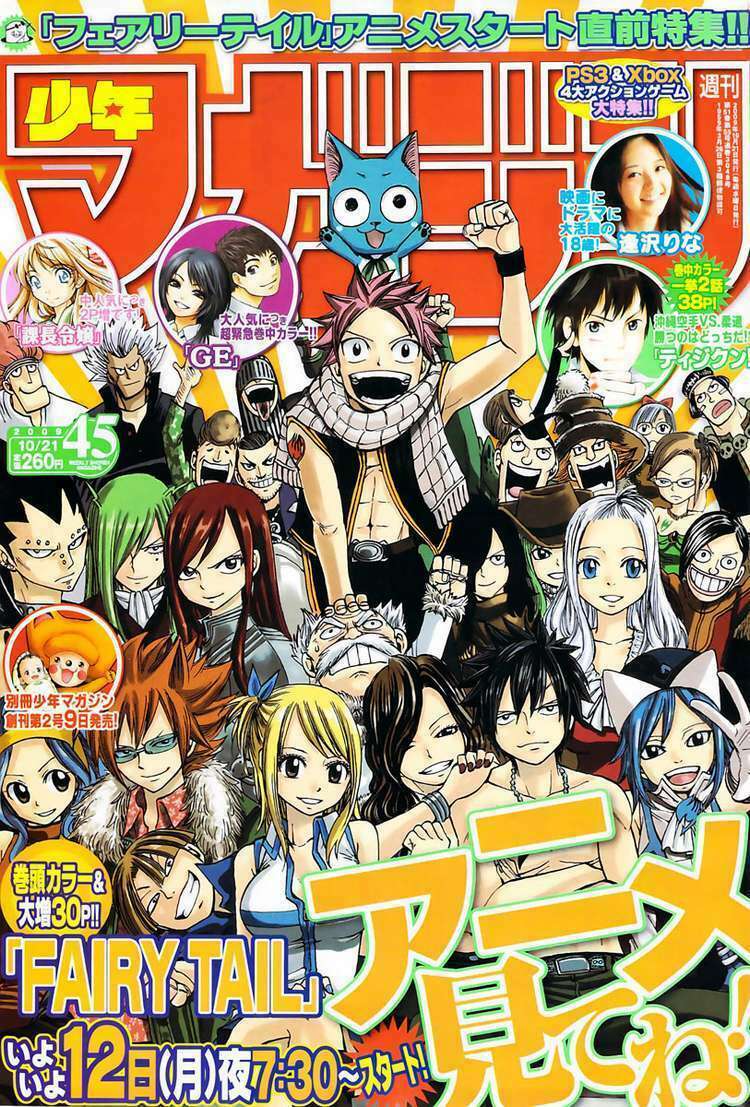 「フェアリーテイル」アニメスタート直前特集!!
少年
マガジン
週刊
PS3&Xbox
4大アクションゲーム
大特集!!
映画に
ドラマに
大活躍の
18歳!
逢沢りな
中人気につき
2P増です!
「課長令嬢」
大人気につき
超緊急巻中カラー!!
「GE」
巻中カラー
一挙2話
38P!
沖縄空手VS.柔道
勝つのはどっちだ!
「ティジクン!
2009
10/21
45
定価260円
WEEKLY SHONEN
MAGAZINE
別冊少年マガジン
創刊第2号9日発売!
巻頭カラー&
大増30P!!
「FAIRY TAIL」
いよいよ12日(月)夜7:30〜スタート!
アニメ
見てね!